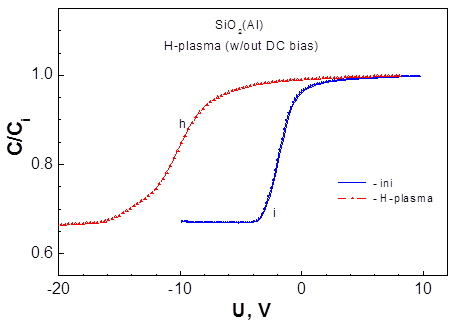 SiO₂(Al)
H-plasma (w/out DC bias)
C/Cᵢ
1.0
0.8
0.6
h
i
- ini
- H-plasma
-20
-10
0
10
U, V